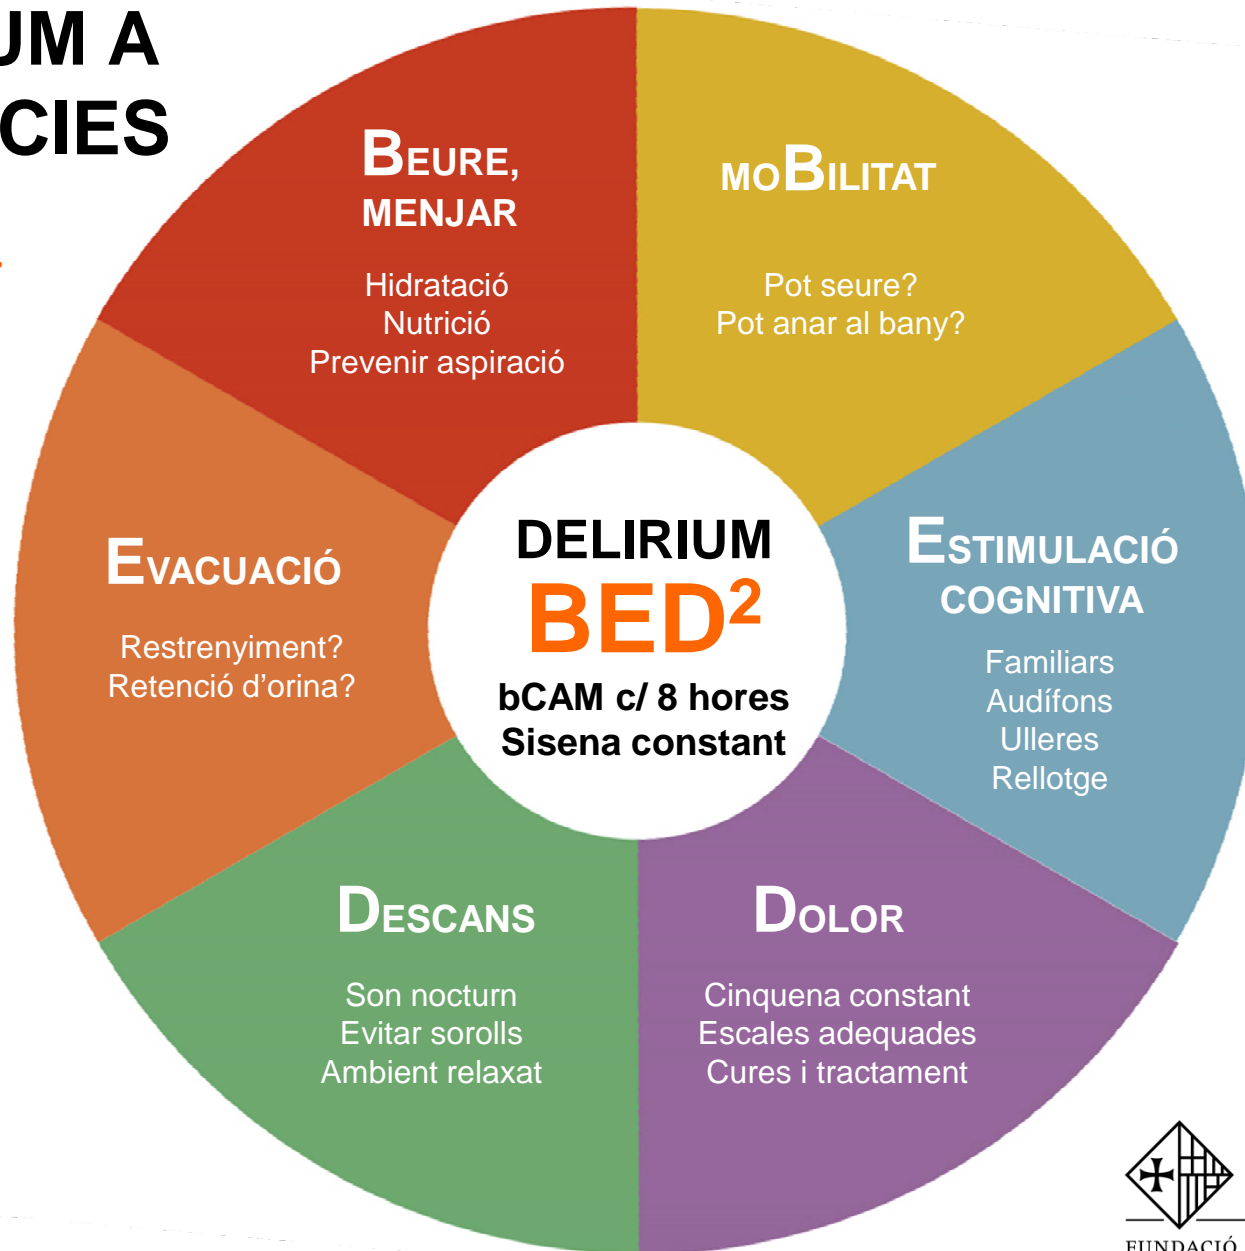 UM A
CIES
BEURE,
MENJAR
Hidratació
Nutrició
Prevenir aspiració
MOBILITAT
Pot seure?
Pot anar al bany?
EVACUACIÓ
Restrenyiment?
Retenció d'orina?
DELIRIUM
BED²
bCAM c/ 8 hores
Sisena constant
ESTIMULACIÓ
COGNITIVA
Familiars
Audífons
Ulleres
Rellotge
DESCANS
Son nocturn
Evitar sorolls
Ambient relaxat
DOLOR
Cinquena constant
Escales adequades
Cures i tractament
FUNDACIÓ